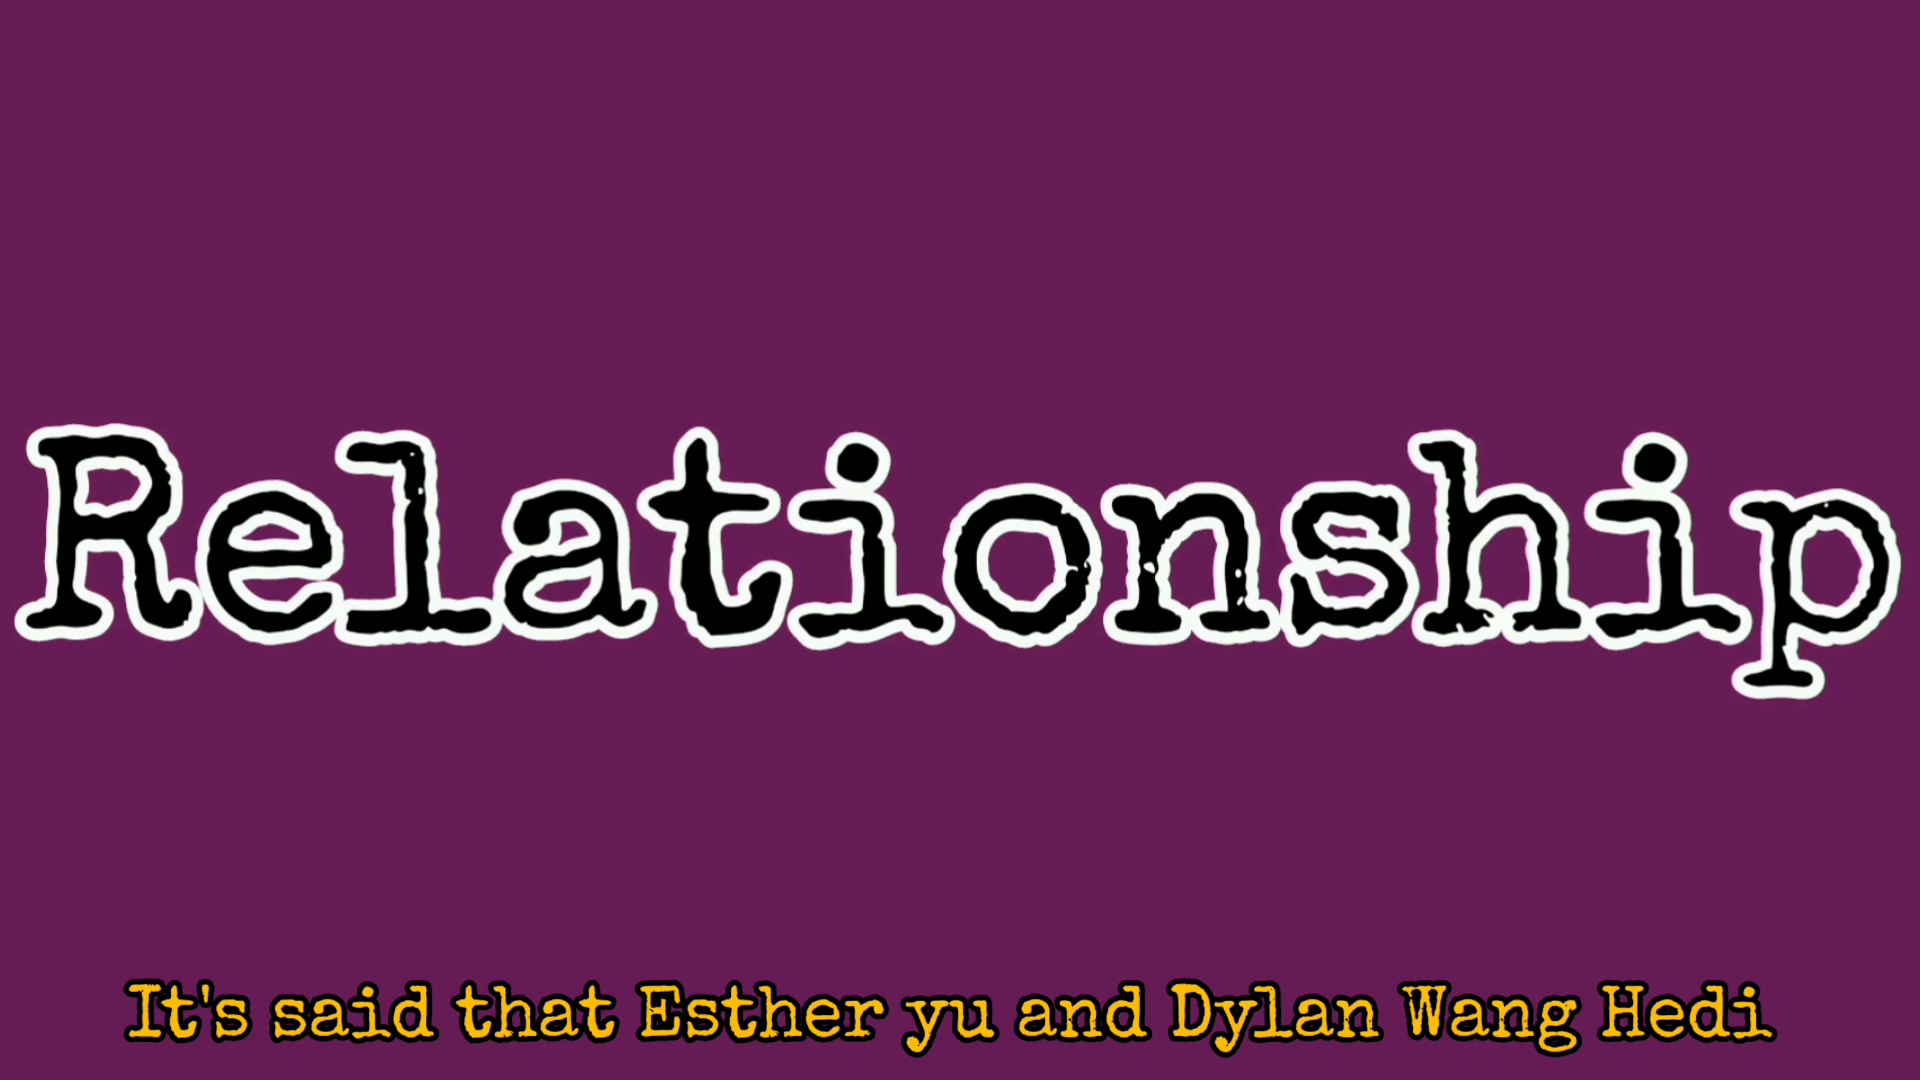 Relationship
It's said that Esther yu and Dylan Wang Hedi